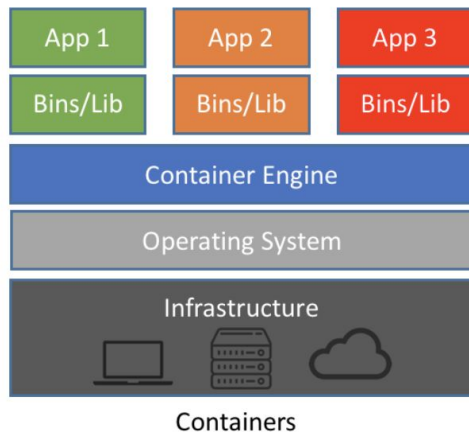 App 1 App 2 App 3
Bins/Lib Bins/Lib Bins/Lib
Container Engine
Operating System
Infrastructure
Containers